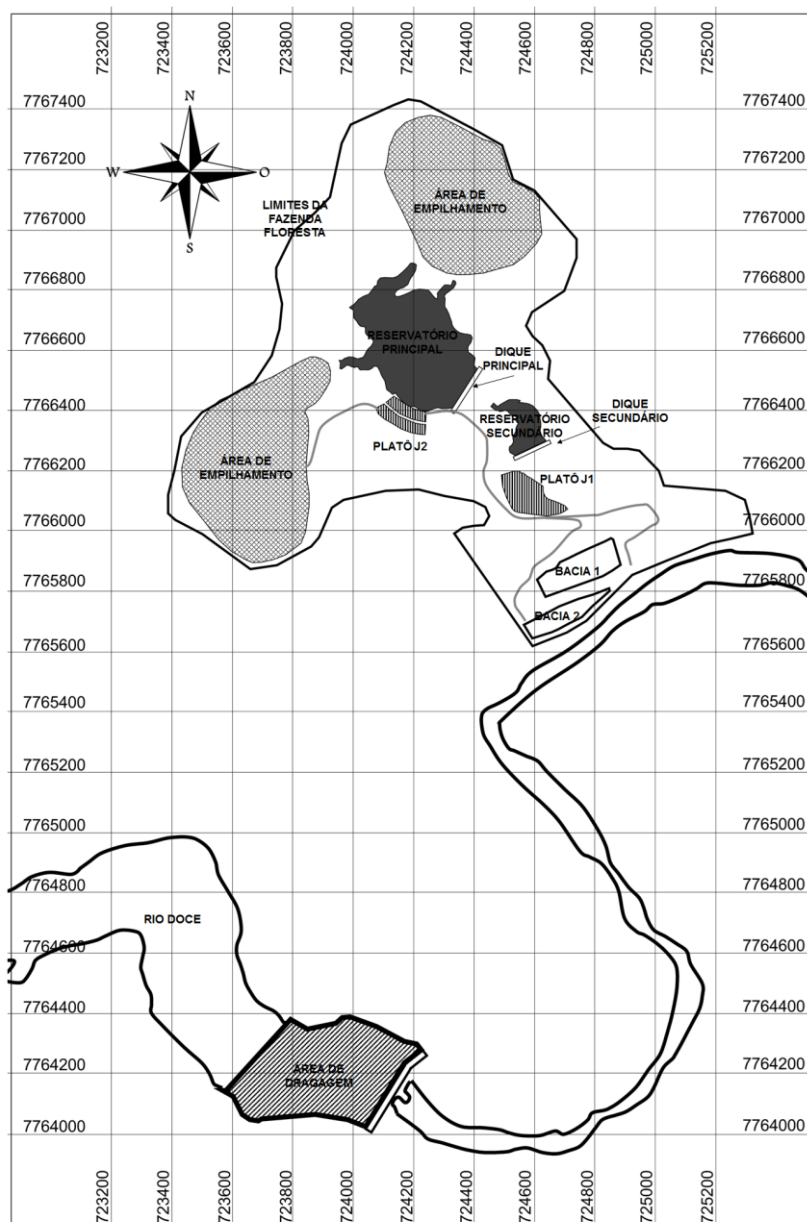 723200
723400
723600
723800
724000
724200
724400
724600
724800
725000
725200
7767400
7767400
N
W
O
S
7767200
7767200
ÁREA DE
EMPILHAMENTO
LIMITES DA
FAZENDA
FLORESTA
7767000
7767000
7766800
7766800
RESERVATÓRIO
PRINCIPAL
7766600
7766600
DIQUE
PRINCIPAL
7766400
7766400
RESERVATÓRIO
SECUNDÁRIO
DIQUE
SECUNDÁRIO
PLATÔ J2
ÁREA DE
EMPILHAMENTO
7766200
7766200
PLATÔ J1
7766000
7766000
BACIA 1
7765800
7765800
BACIA 2
7765600
7765600
7765400
7765400
7765200
7765200
7765000
7765000
7764800
7764800
RIO DOCE
7764600
7764600
7764400
7764400
7764200
7764200
ÁREA DE
DRAGAGEM
7764000
7764000
723200
723400
723600
723800
724000
724200
724400
724600
724800
725000
725200